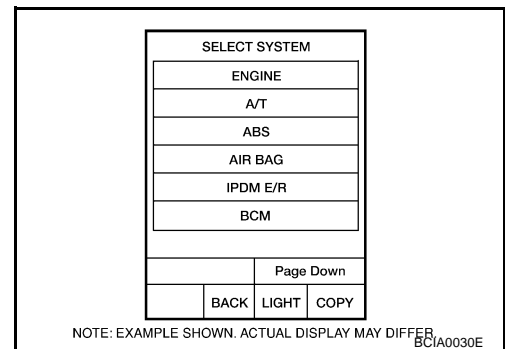 SELECT SYSTEM
ENGINE
A/T
ABS
AIR BAG
IPDM E/R
BCM
Page Down
BACK LIGHT COPY
NOTE: EXAMPLE SHOWN. ACTUAL DISPLAY MAY DIFFER.
BCIA0030E